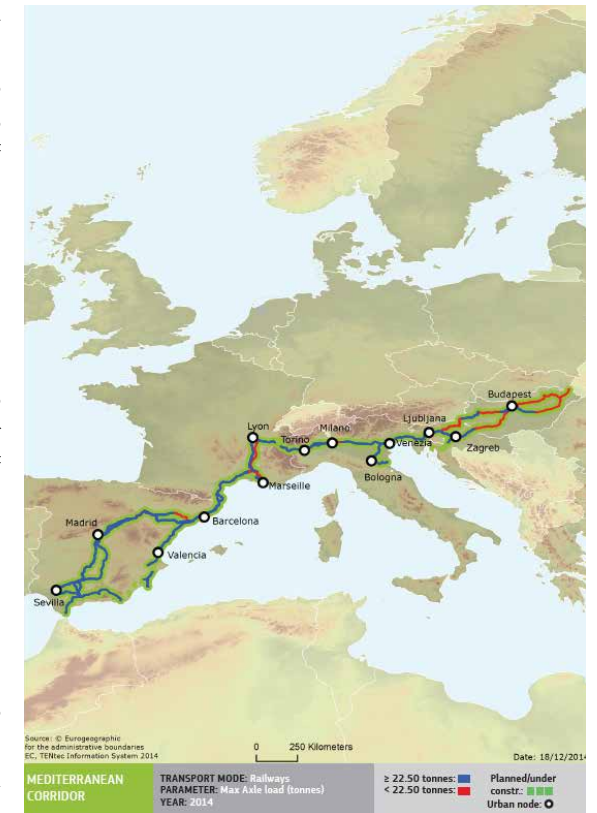 Budapest
Ljubljana
Lyon
Milano
Torino
Venezia
Zagreb
Bologna
Marseille
Madrid
Barcelona
Valencia
Sevilla
Source: © Eurogeographic
for the administrative boundaries
EC, TENtec Information System 2014
0 250 Kilometers
Date: 18/12/2014
MEDITERRANEAN
CORRIDOR
TRANSPORT MODE: Railways
PARAMETER: Max Axle load (tonnes)
YEAR: 2014
≥ 22.50 tonnes:
< 22.50 tonnes:
Planned/under
constr.:
Urban node: